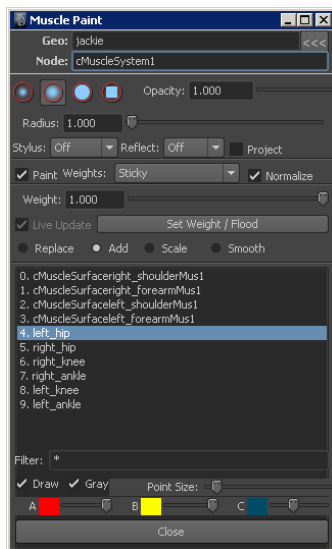 Muscle Paint
Geo: jackie <<<
Node: cMuscleSystem1
Opacity: 1.000
Radius: 1.000
Stylus: Off Reflect: Off Project
Paint Weights: Sticky Normalize
Weight: 1.000
Live Update Set Weight / Flood
Replace Add Scale Smooth
0. cMuscleSurfaceright_shoulderMus1
1. cMuscleSurfaceright_forearmMus1
2. cMuscleSurfaceleft_shoulderMus1
3. cMuscleSurfaceleft_forearmMus1
4. left_hip
5. right_hip
6. right_knee
7. right_ankle
8. left_knee
9. left_ankle
Filter: *
Draw Gray Point Size:
A B C
Close